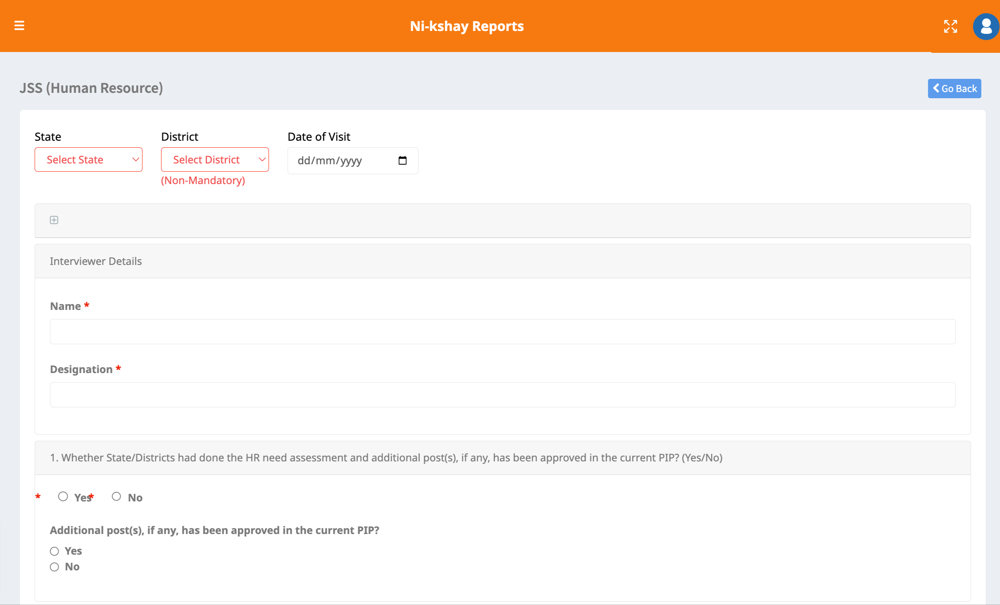 Ni-kshay Reports
JSS (Human Resource)
Go Back
State
District
Date of Visit
Select State
Select District
dd/mm/yyyy
(Non-Mandatory)
Interviewer Details
Name *
Designation *
1. Whether State/Districts had done the HR need assessment and additional post(s), if any, has been approved in the current PIP? (Yes/No)
* Yes * No
Additional post(s), if any, has been approved in the current PIP?
Yes
No